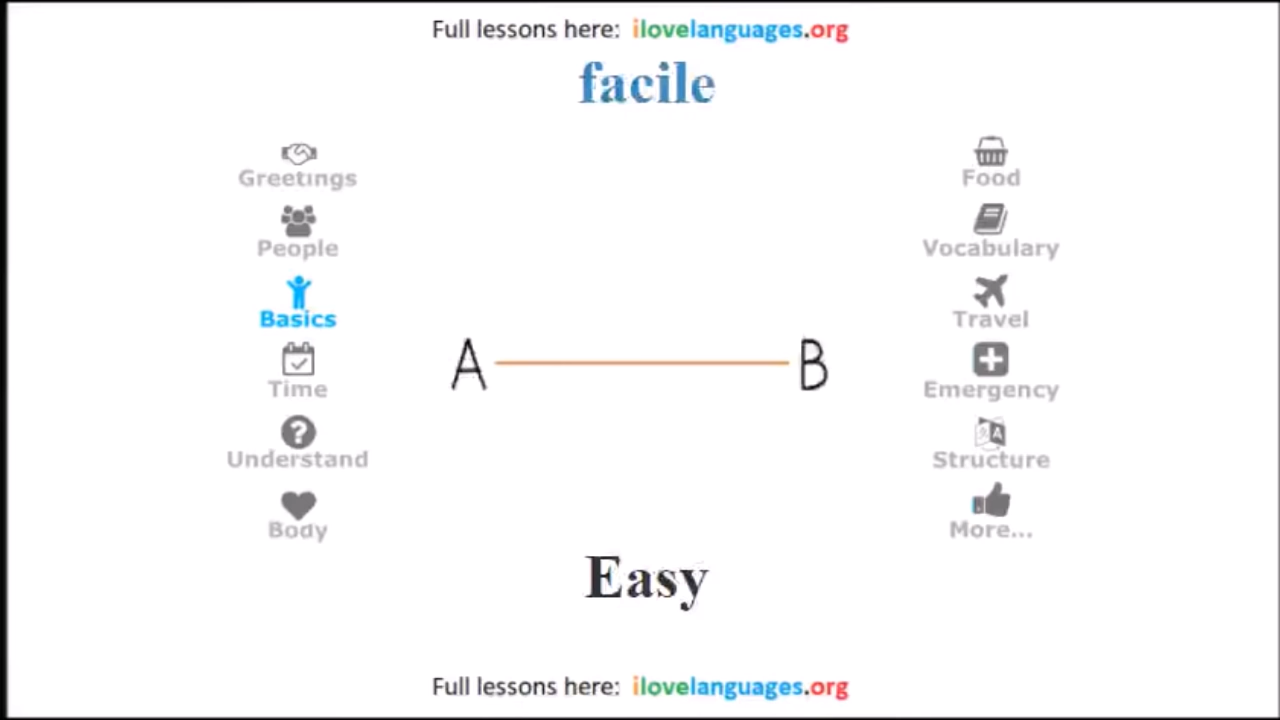 Full lessons here: ilovelanguages.org
facile
Greetings
People
Basics
Time
Understand
Body
A B
Food
Vocabulary
Travel
Emergency
Structure
More...
Easy
Full lessons here: ilovelanguages.org